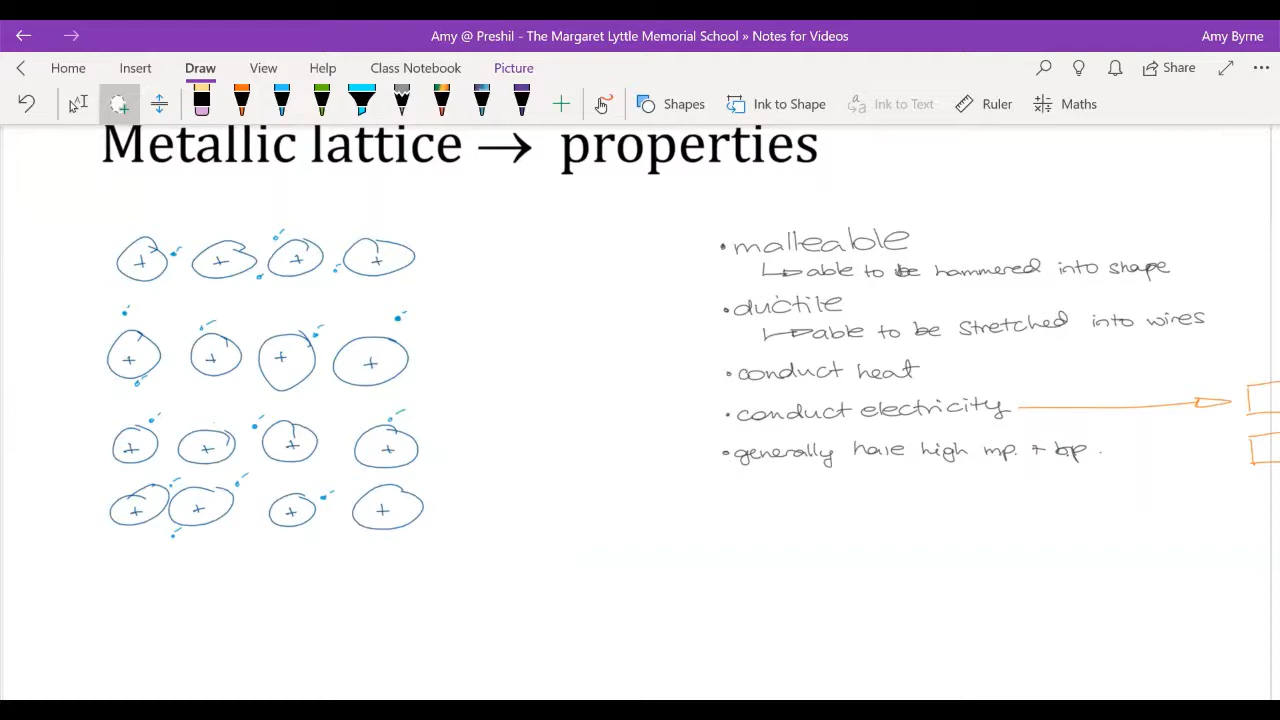 Amy @ Preshil - The Margaret Lyttle Memorial School » Notes for Videos
Amy Byrne
Home Insert Draw View Help Class Notebook Picture
Share
Shapes Ink to Shape Ink to Text Ruler Maths
Metallic lattice → properties
• malleable
↳ able to be hammered into shape
• ductile
↳ able to be stretched into wires
• conduct heat
• conduct electricity
• generally have high mp. + bp.
+ + + +
+ + + +
+ + + +
+ + + +